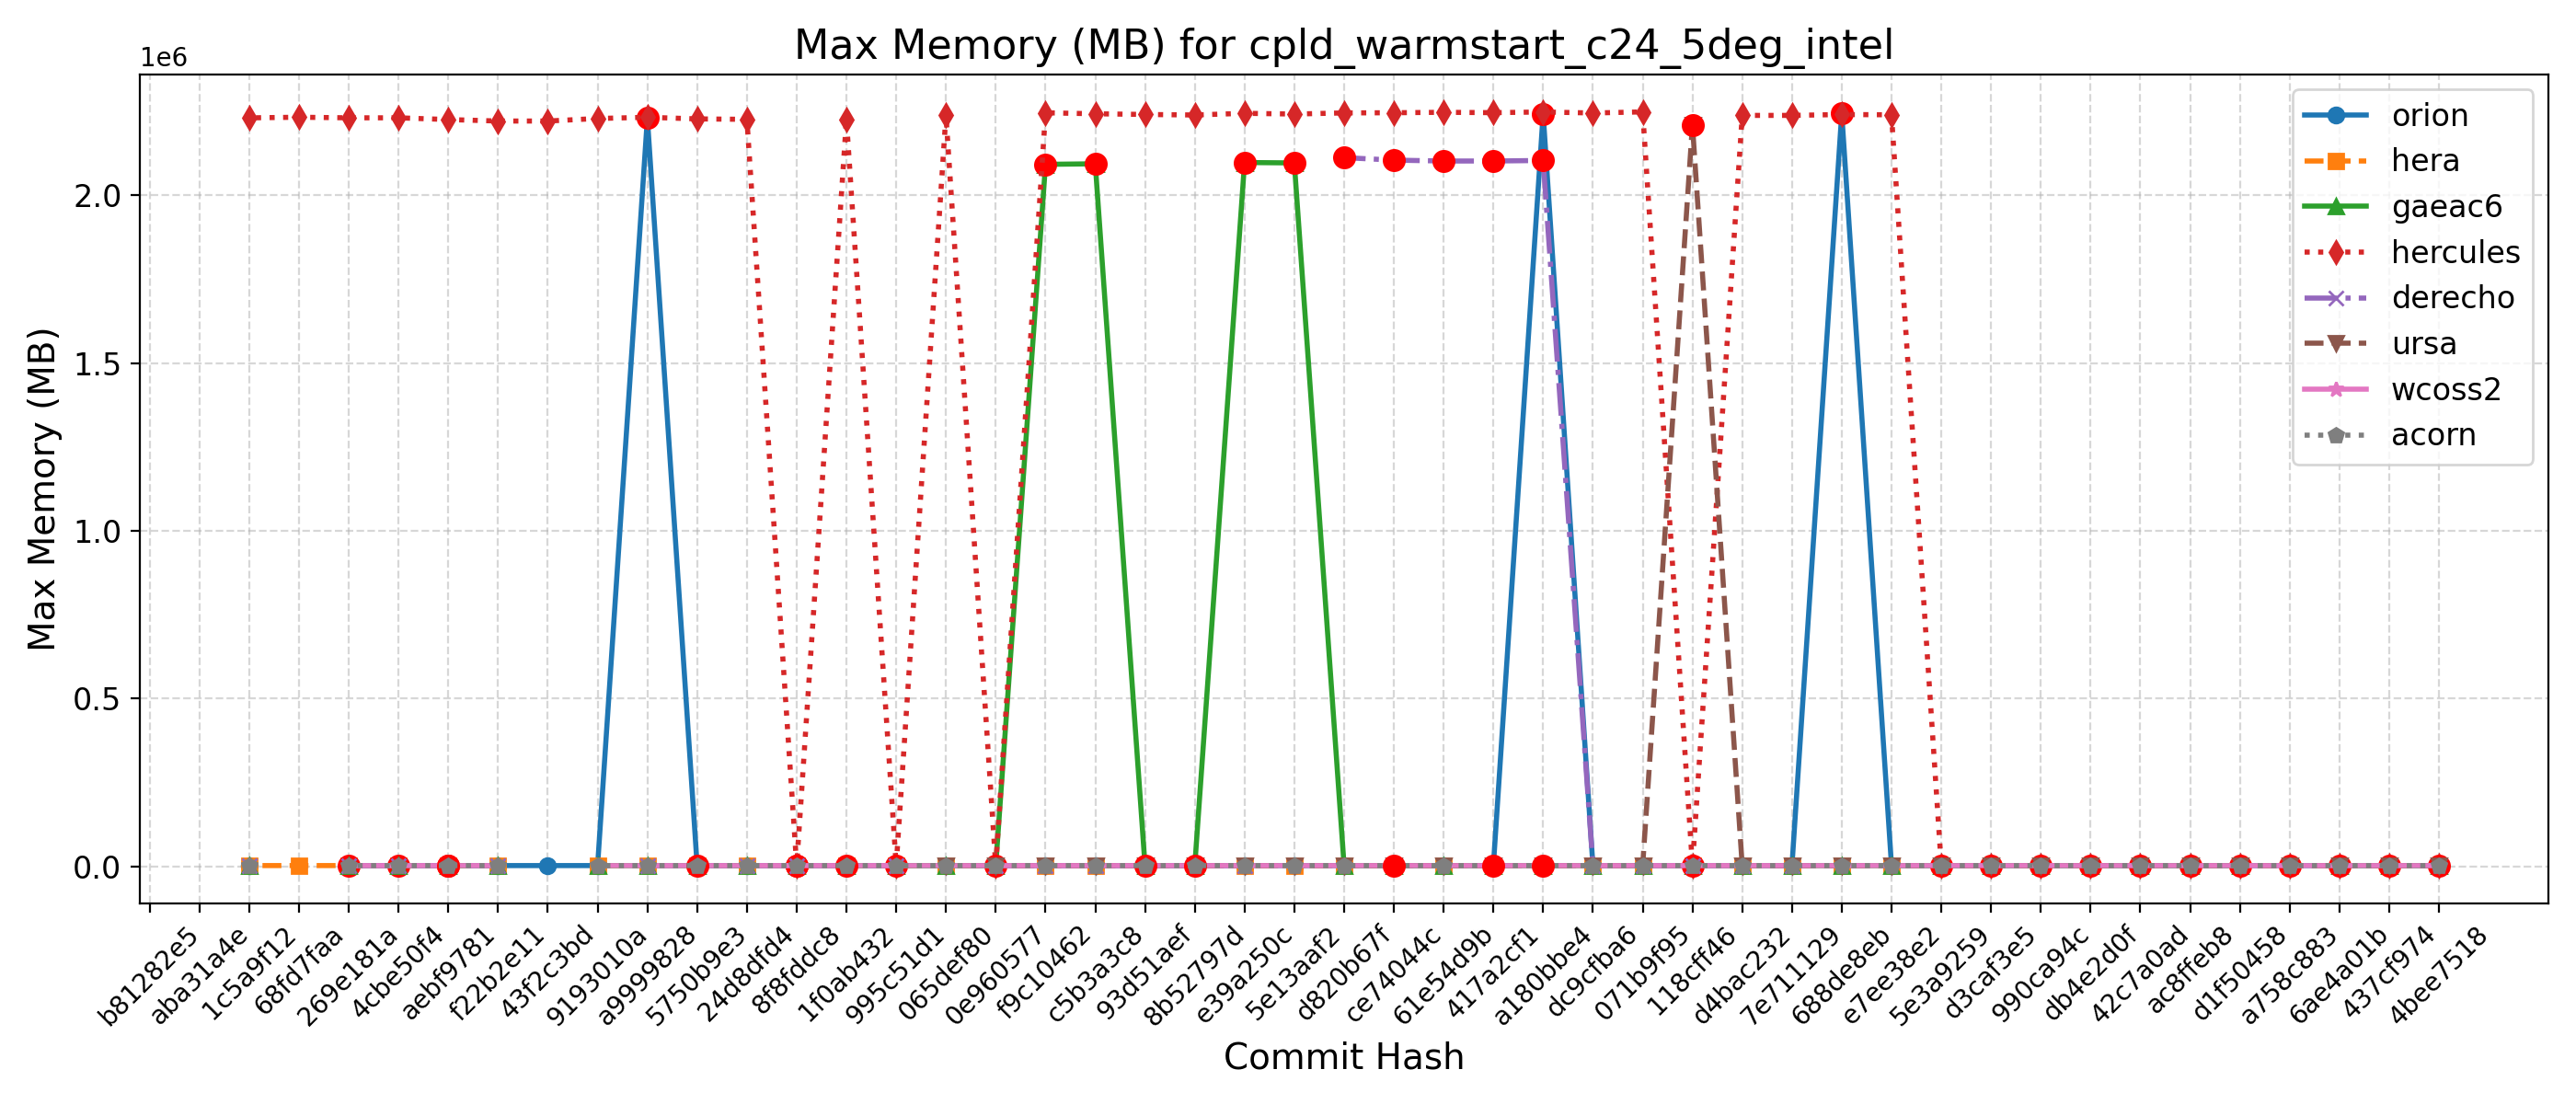 Max Memory (MB) for cpld_warmstart_c24_5deg_intel
1e6
2.0
1.5
1.0
0.5
0.0
Max Memory (MB)
orion
hera
gaeac6
hercules
derecho
ursa
wcoss2
acorn
b81282e5
aba31a4e
1c5a9f12
68fd7faa
269e181a
4cbe50f4
aebf9781
f22b2e11
43f2c3bd
9193010a
a9999828
5750b9e3
24d8dfd4
8f8fddc8
1f0ab432
995c51d1
065def80
0e960577
f9c10462
c5b3a3c8
93d51aef
8b52797d
e39a250c
5e13aaf2
d820b67f
ce74044c
61e54d9b
417a2cf1
a180bbe4
dc9cfba6
071b9f95
118cff46
d4bac232
7e711129
688de8eb
e7ee38e2
5e3a9259
d3caf3e5
990ca94c
db4e2d0f
42c7a0ad
ac8ffeb8
d1f50458
a758c883
6ae4a01b
437cf974
4bee7518
Commit Hash